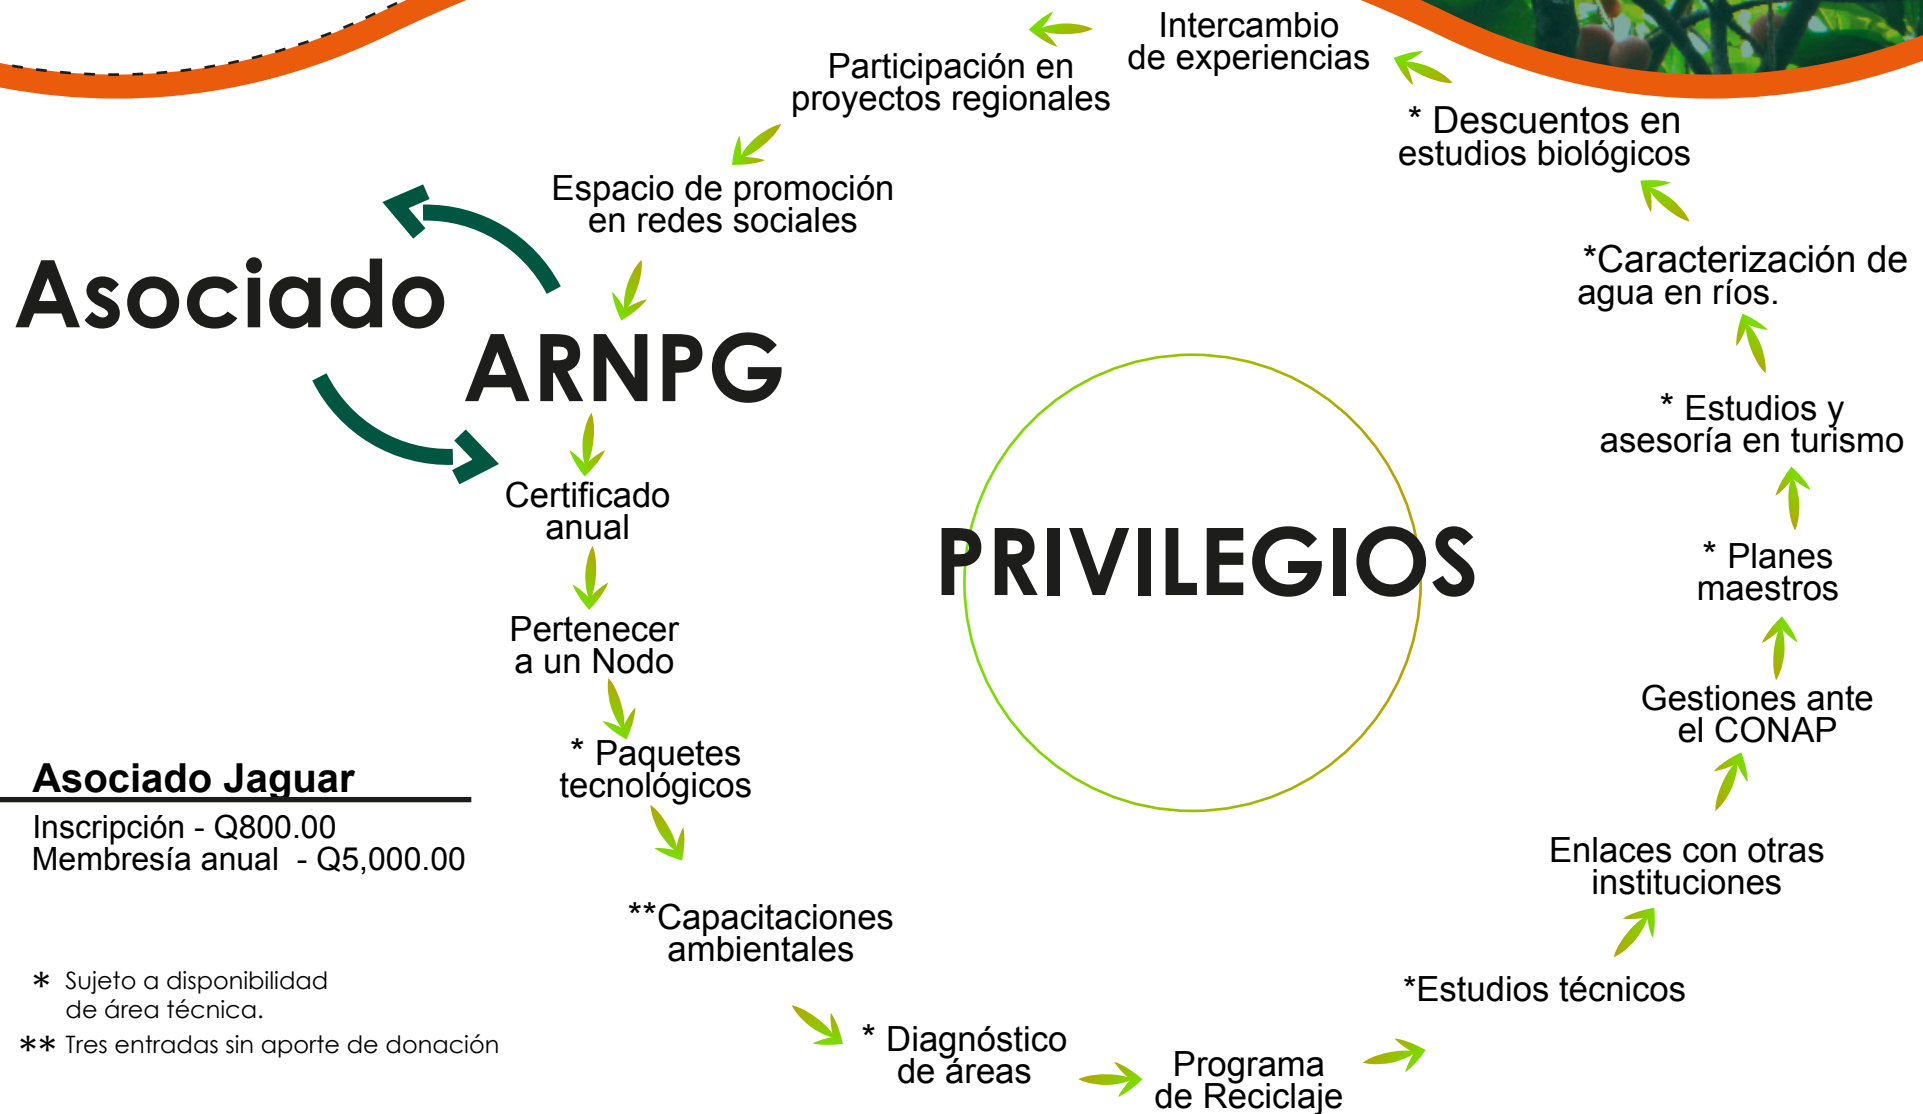 Intercambio
de experiencias
Participación en
proyectos regionales
* Descuentos en
estudios biológicos
Espacio de promoción
en redes sociales
*Caracterización de
agua en ríos.
Asociado
ARNPG
* Estudios y
asesoría en turismo
Certificado
anual
PRIVILEGIOS
* Planes
maestros
Pertenecer
a un Nodo
Gestiones ante
el CONAP
* Paquetes
tecnológicos
Asociado Jaguar
Inscripción - Q800.00
Membresía anual - Q5,000.00
Enlaces con otras
instituciones
**Capacitaciones
ambientales
*Estudios técnicos
* Sujeto a disponibilidad
de área técnica.
** Tres entradas sin aporte de donación
* Diagnóstico
de áreas
Programa
de Reciclaje